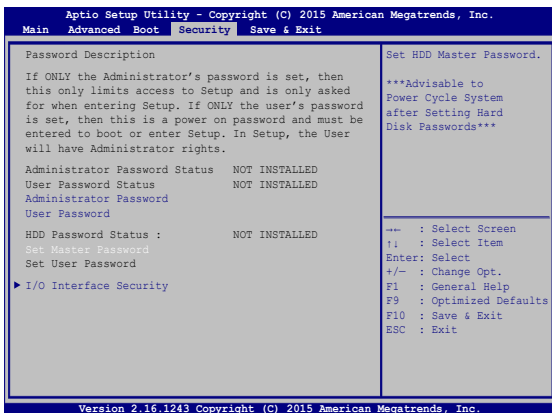 Aptio Setup Utility - Copyright (C) 2015 American Megatrends, Inc.
Main Advanced Boot Security Save & Exit
Password Description
If ONLY the Administrator's password is set, then
this only limits access to Setup and is only asked
for when entering Setup. If ONLY the user's password
is set, then this is a power on password and must be
entered to boot or enter Setup. In Setup, the User
will have Administrator rights.
Administrator Password Status NOT INSTALLED
User Password Status NOT INSTALLED
Administrator Password
User Password
HDD Password Status : NOT INSTALLED
Set Master Password
Set User Password
▶ I/O Interface Security
Set HDD Master Password.
***Advisable to
Power Cycle System
after Setting Hard
Disk Passwords***
→← : Select Screen
↑↓ : Select Item
Enter: Select
+/— : Change Opt.
F1 : General Help
F9 : Optimized Defaults
F10 : Save & Exit
ESC : Exit
Version 2.16.1243 Copyright (C) 2015 American Megatrends, Inc.